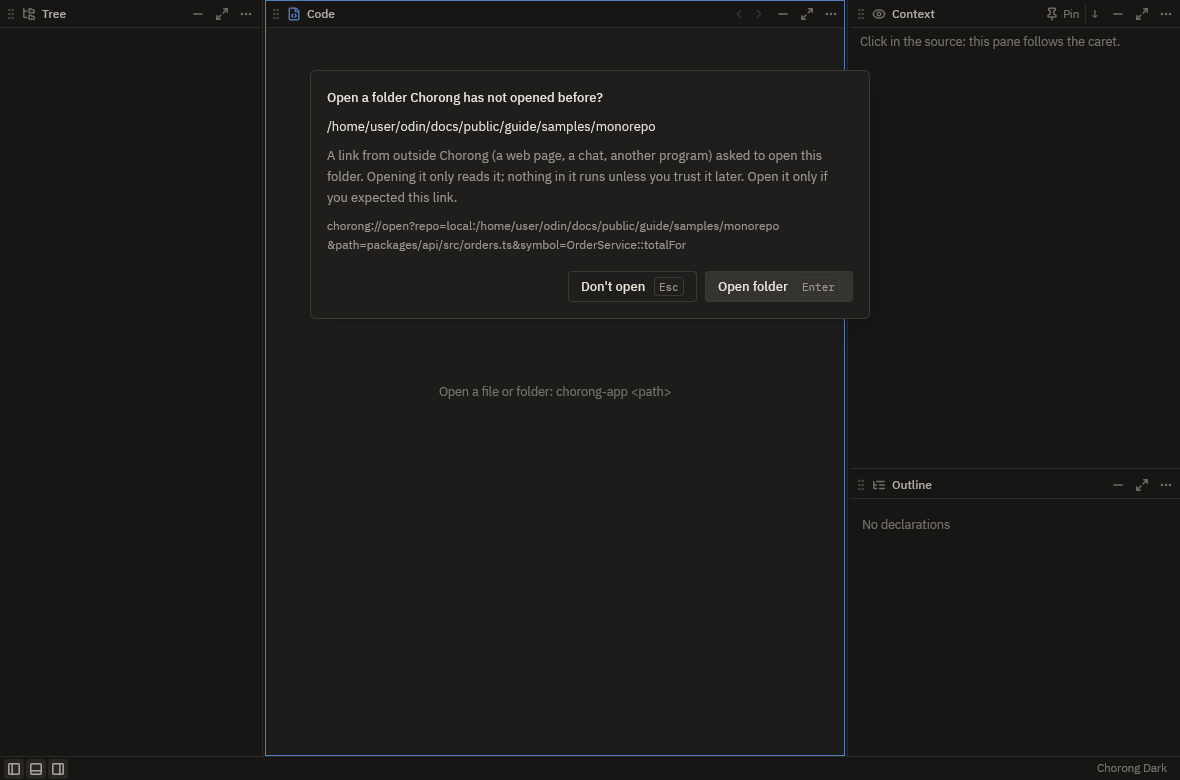 Tree
Code
Context
Pin
Click in the source: this pane follows the caret.
Open a folder Chorong has not opened before?
/home/user/odin/docs/public/guide/samples/monorepo
A link from outside Chorong (a web page, a chat, another program) asked to open this
folder. Opening it only reads it; nothing in it runs unless you trust it later. Open it only if
you expected this link.
chorong://open?repo=local:/home/user/odin/docs/public/guide/samples/monorepo
&path=packages/api/src/orders.ts&symbol=OrderService::totalFor
Don't open Esc
Open folder Enter
Open a file or folder: chorong-app <path>
Outline
No declarations
Chorong Dark